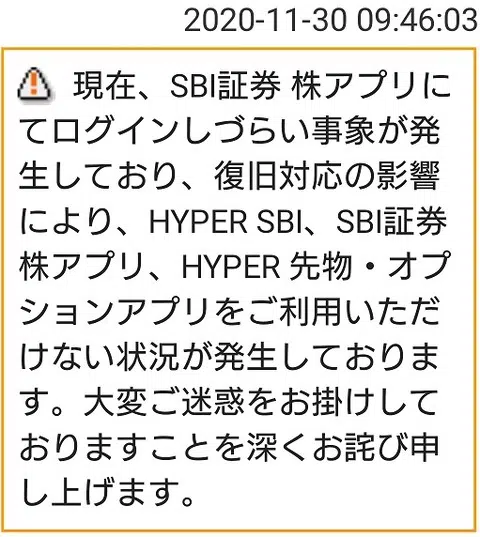 2020-11-30 09:46:03
現在、SBI証券 株アプリに
てログインしづらい事象が発
生しており、復旧対応の影響
により、HYPER SBI、SBI証券
株アプリ、HYPER 先物・オプ
ションアプリをご利用いただ
けない状況が発生しておりま
す。大変ご迷惑をお掛けして
おりますことを深くお詫び申
し上げます。